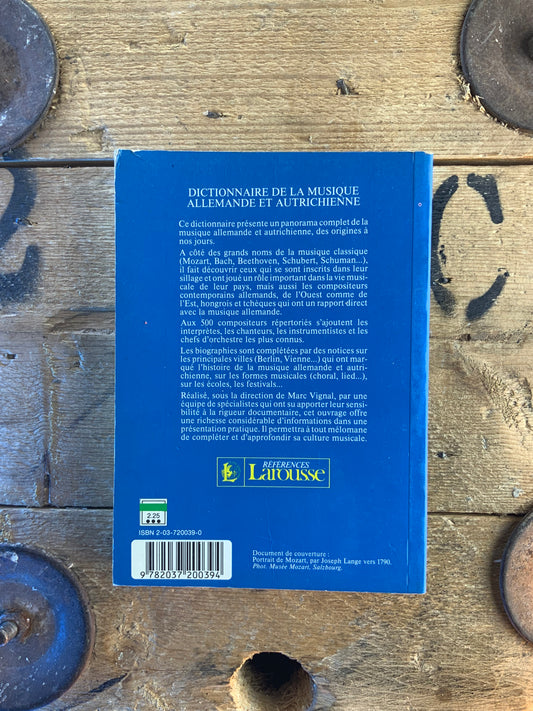 DICTIONNAIRE DE LA MUSIQUE
ALLEMANDE ET AUTRICHIENNE
Ce dictionnaire présente un panorama complet de la
musique allemande et autrichienne, des origines à
nos jours.
A côté des grands noms de la musique classique
(Mozart, Bach, Beethoven, Schubert, Schuman...),
il fait découvrir ceux qui se sont inscrits dans leur
sillage et ont joué un rôle important dans la vie musi-
cale de leur pays, mais aussi les compositeurs
contemporains allemands, de l'Ouest comme de
l'Est, hongrois et tchèques qui ont un rapport direct
avec la musique allemande.
Aux 500 compositeurs répertoriés s'ajoutent les
interprètes, les chanteurs, les instrumentistes et les
chefs d'orchestre les plus connus.
Les biographies sont complétées par des notices sur
les principales villes (Berlin, Vienne...) qui ont mar-
qué l'histoire de la musique allemande et autri-
chienne, sur les formes musicales (choral, lied...),
sur les écoles, les festivals...
Réalisé, sous la direction de Marc Vignal, par une
équipe de spécialistes qui ont su apporter leur sensi-
bilité à la rigueur documentaire, cet ouvrage offre
une richesse considérable d'informations dans une
présentation pratique. Il permettra à tout mélomane
de compléter et d'approfondir sa culture musicale.
RÉFÉRENCES
Larousse
2.25
ISBN 2-03-720039-0
9 782037 200394
Document de couverture :
Portrait de Mozart, par Joseph Lange vers 1790.
Phot. Musée Mozart, Salzbourg.